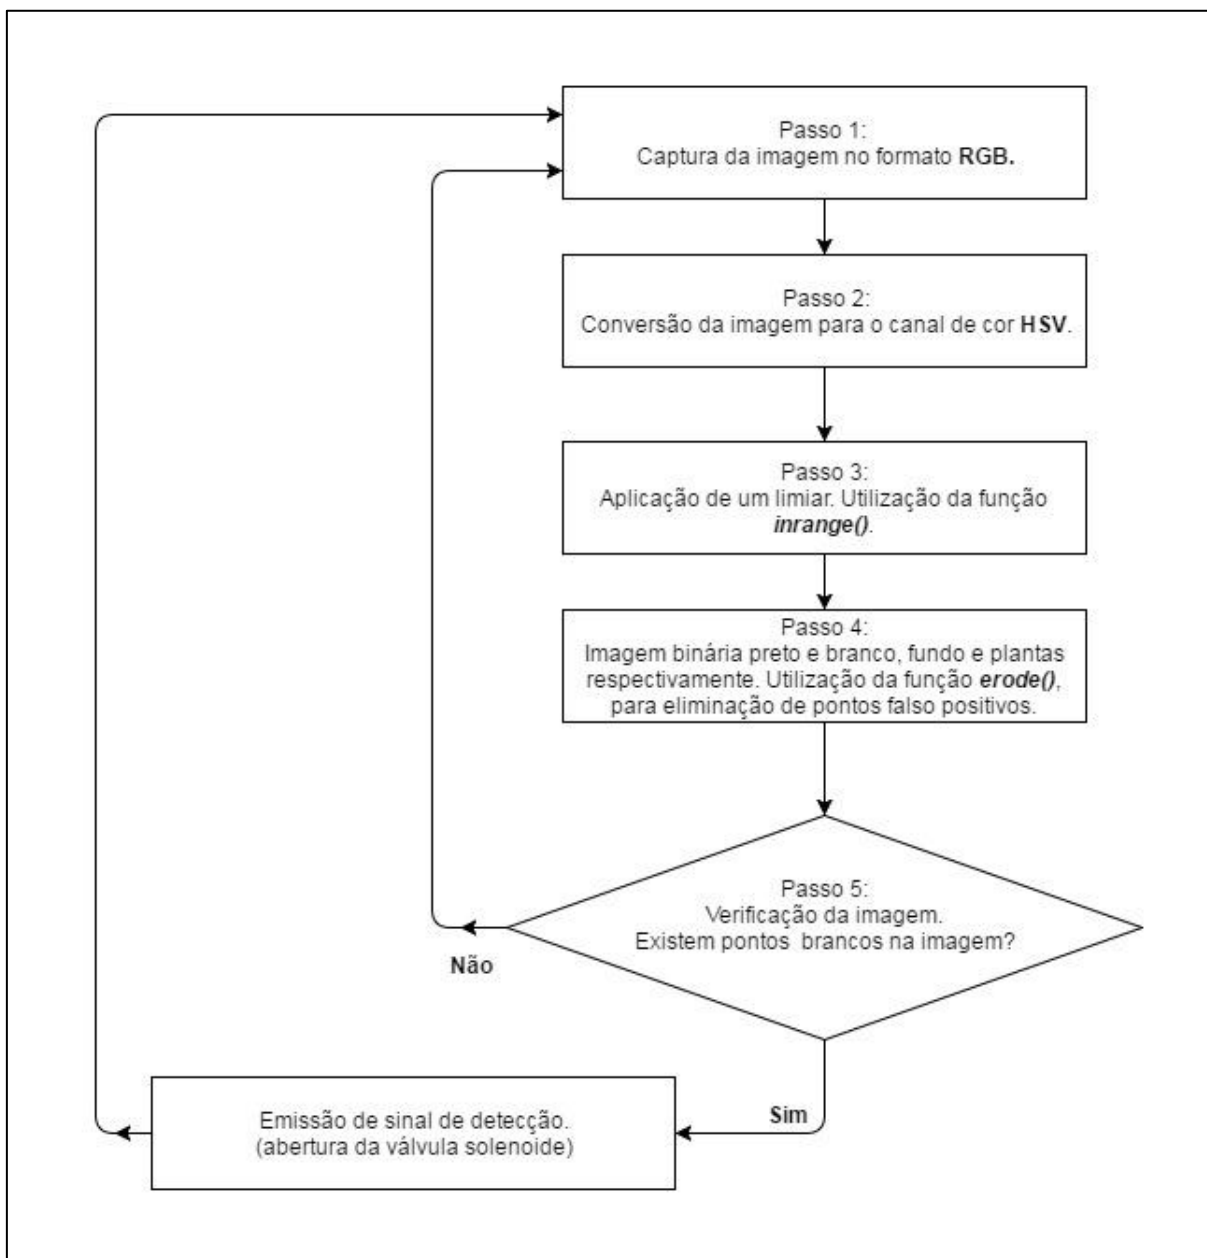 Passo 1:
Captura da imagem no formato RGB.
Passo 2:
Conversão da imagem para o canal de cor HSV.
Passo 3:
Aplicação de um limiar. Utilização da função
inrange().
Passo 4:
Imagem binária preto e branco, fundo e plantas
respectivamente. Utilização da função erode(),
para eliminação de pontos falso positivos.
Passo 5:
Verificação da imagem.
Existem pontos brancos na imagem?
Não
Sim
Emissão de sinal de detecção.
(abertura da válvula solenoide)